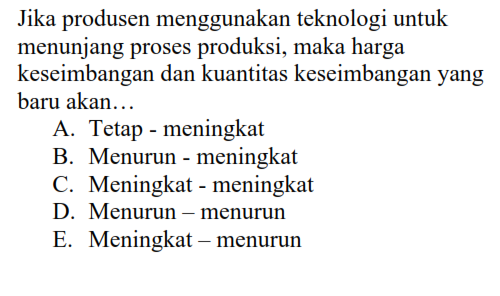 Jika produsen menggunakan teknologi untuk
menunjang proses produksi, maka harga
keseimbangan dan kuantitas keseimbangan yang
baru akan…
A. Tetap - meningkat
B. Menurun - meningkat
C. Meningkat - meningkat
D. Menurun – menurun
E. Meningkat – menurun